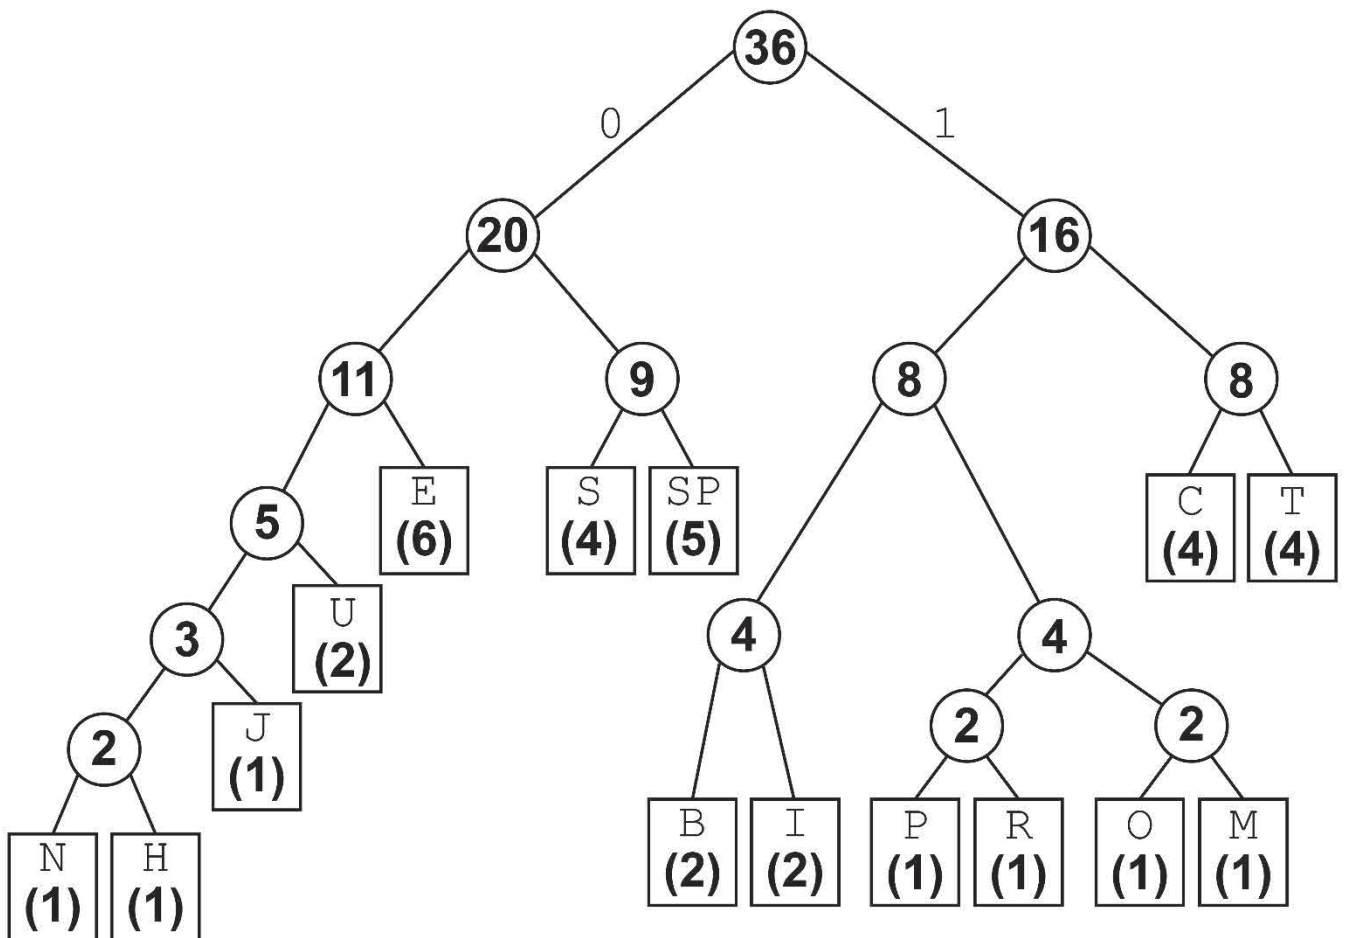 36
0 1
20 16
11 9 8 8
E S SP C T
(6) (4) (5) (4) (4)
5
U
(2)
3 4 4
J
(1)
2 2 2
B I P R O M
(2) (2) (1) (1) (1) (1)
N H
(1) (1)